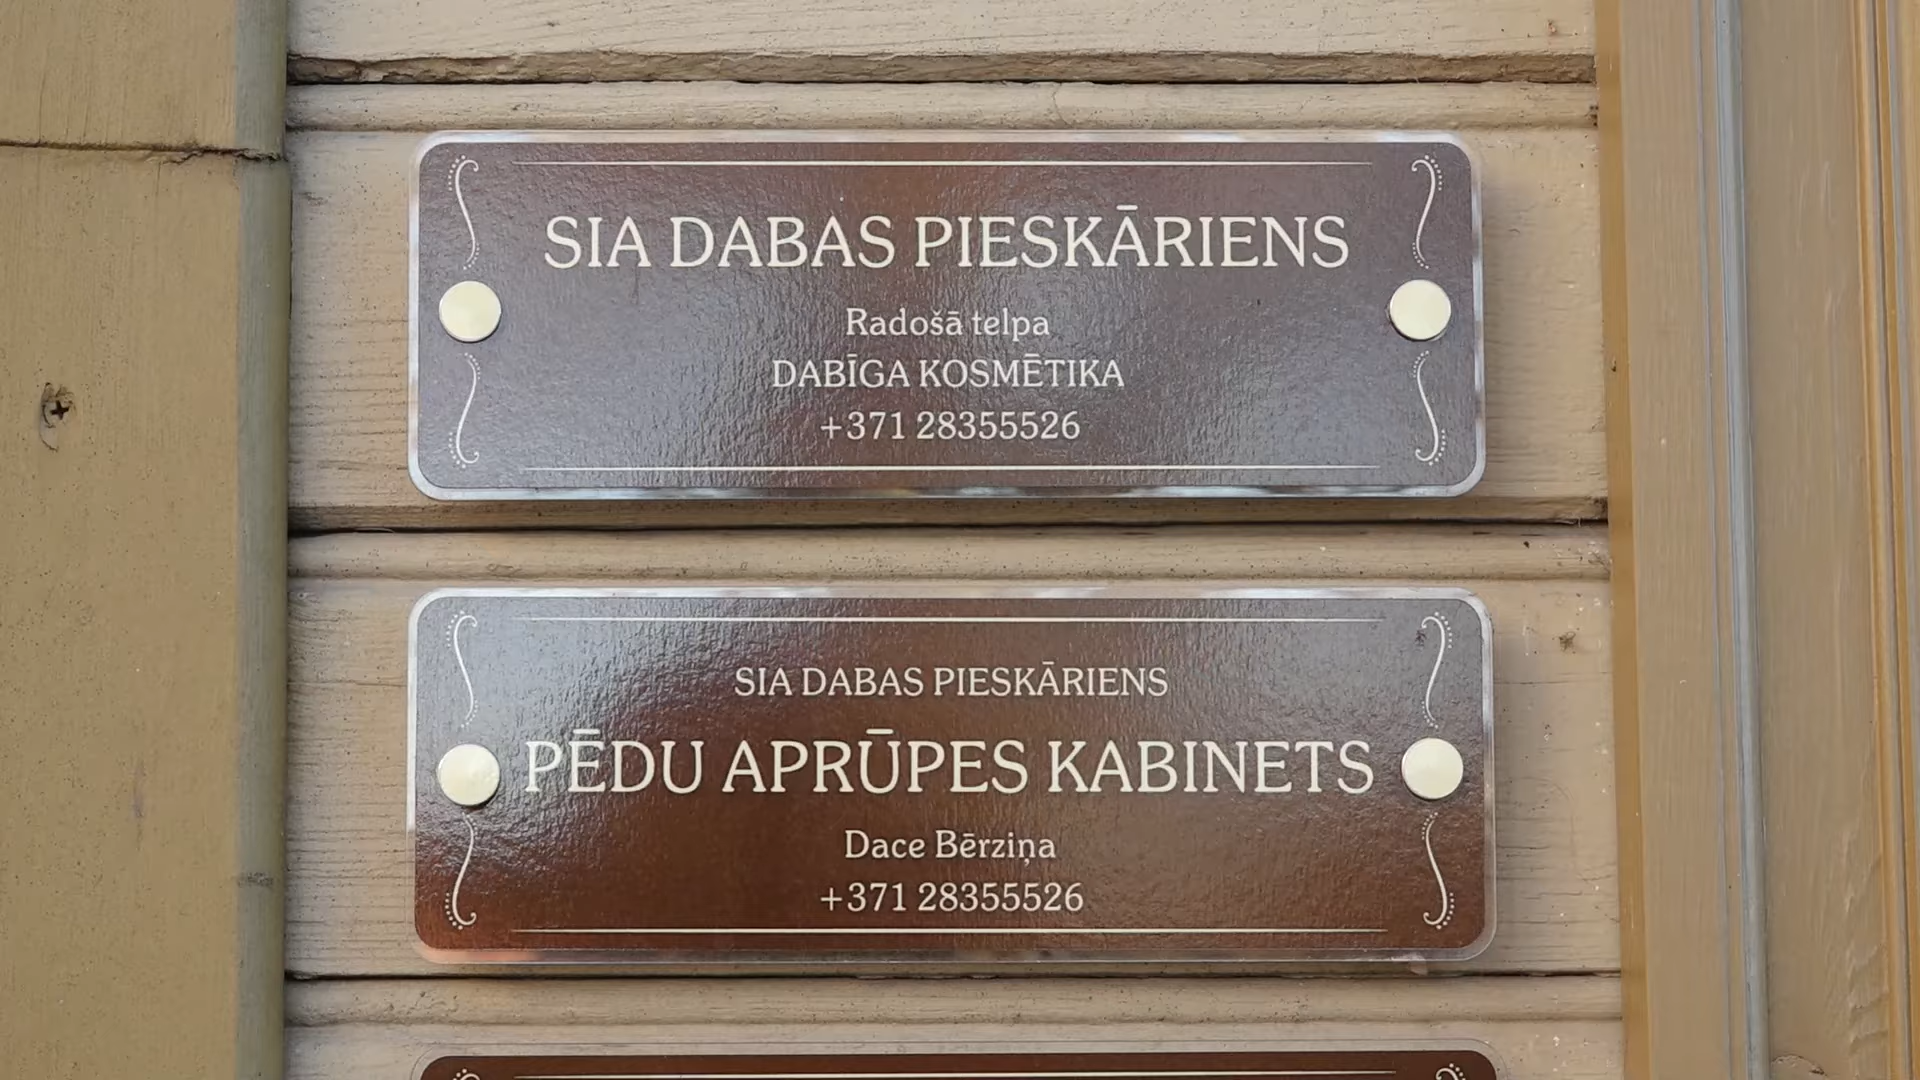 SIA DABAS PIESKĀRIENS
Radošā telpa
DABĪGA KOSMĒTIKA
+371 28355526
SIA DABAS PIESKĀRIENS
PĒDU APRŪPES KABINETS
Dace Bērziņa
+371 28355526